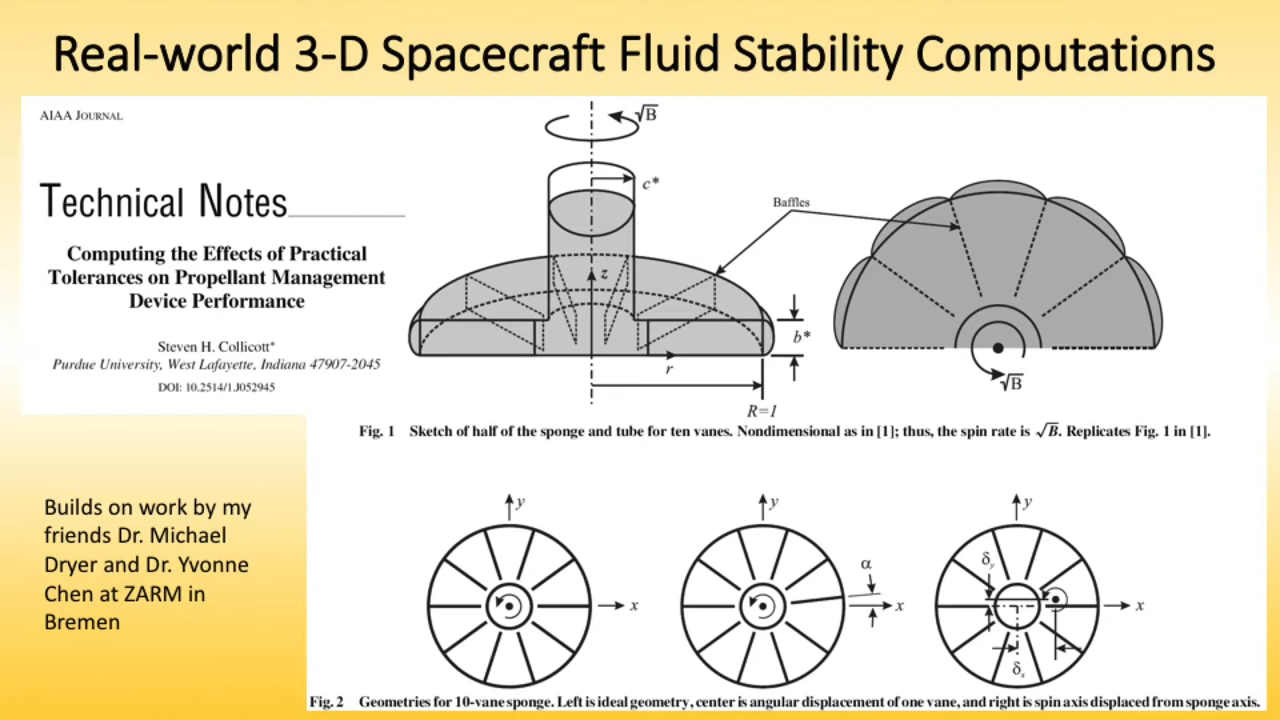 Real-world 3-D Spacecraft Fluid Stability Computations
AIAA JOURNAL
Technical Notes
Computing the Effects of Practical
Tolerances on Propellant Management
Device Performance
Steven H. Collicott*
Purdue University, West Lafayette, Indiana 47907-2045
DOI: 10.2514/1.J052945
√B
c*
z
b*
r
R=1
Baffles
√B
Fig. 1 Sketch of half of the sponge and tube for ten vanes. Nondimensional as in [1]; thus, the spin rate is √B. Replicates Fig. 1 in [1].
Builds on work by my
friends Dr. Michael
Dryer and Dr. Yvonne
Chen at ZARM in
Bremen
y
x
y
α
x
y
δy
x
δx
Fig. 2 Geometries for 10-vane sponge. Left is ideal geometry, center is angular displacement of one vane, and right is spin axis displaced from sponge axis.